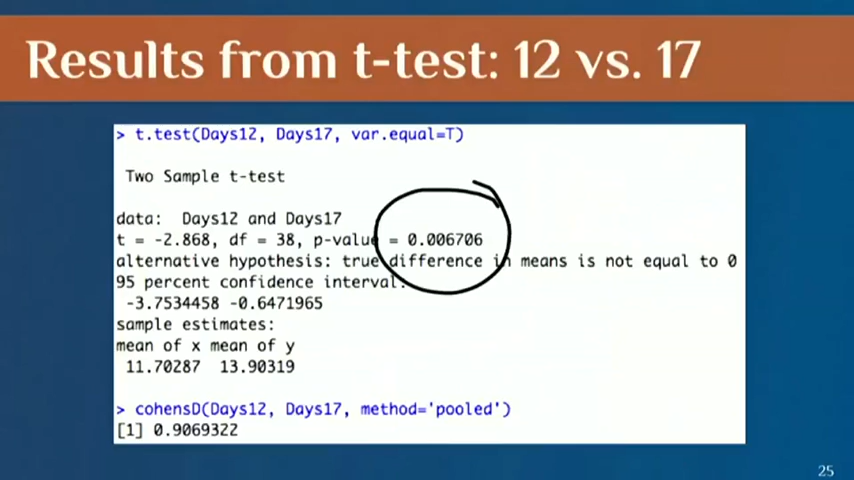 Results from t-test: 12 vs. 17
> t.test(Days12, Days17, var.equal=T)
Two Sample t-test
data: Days12 and Days17
t = -2.868, df = 38, p-value = 0.006706
alternative hypothesis: true difference in means is not equal to 0
95 percent confidence interval:
-3.7534458 -0.6471965
sample estimates:
mean of x mean of y
11.70287 13.90319
> cohensD(Days12, Days17, method='pooled')
[1] 0.9069322
25